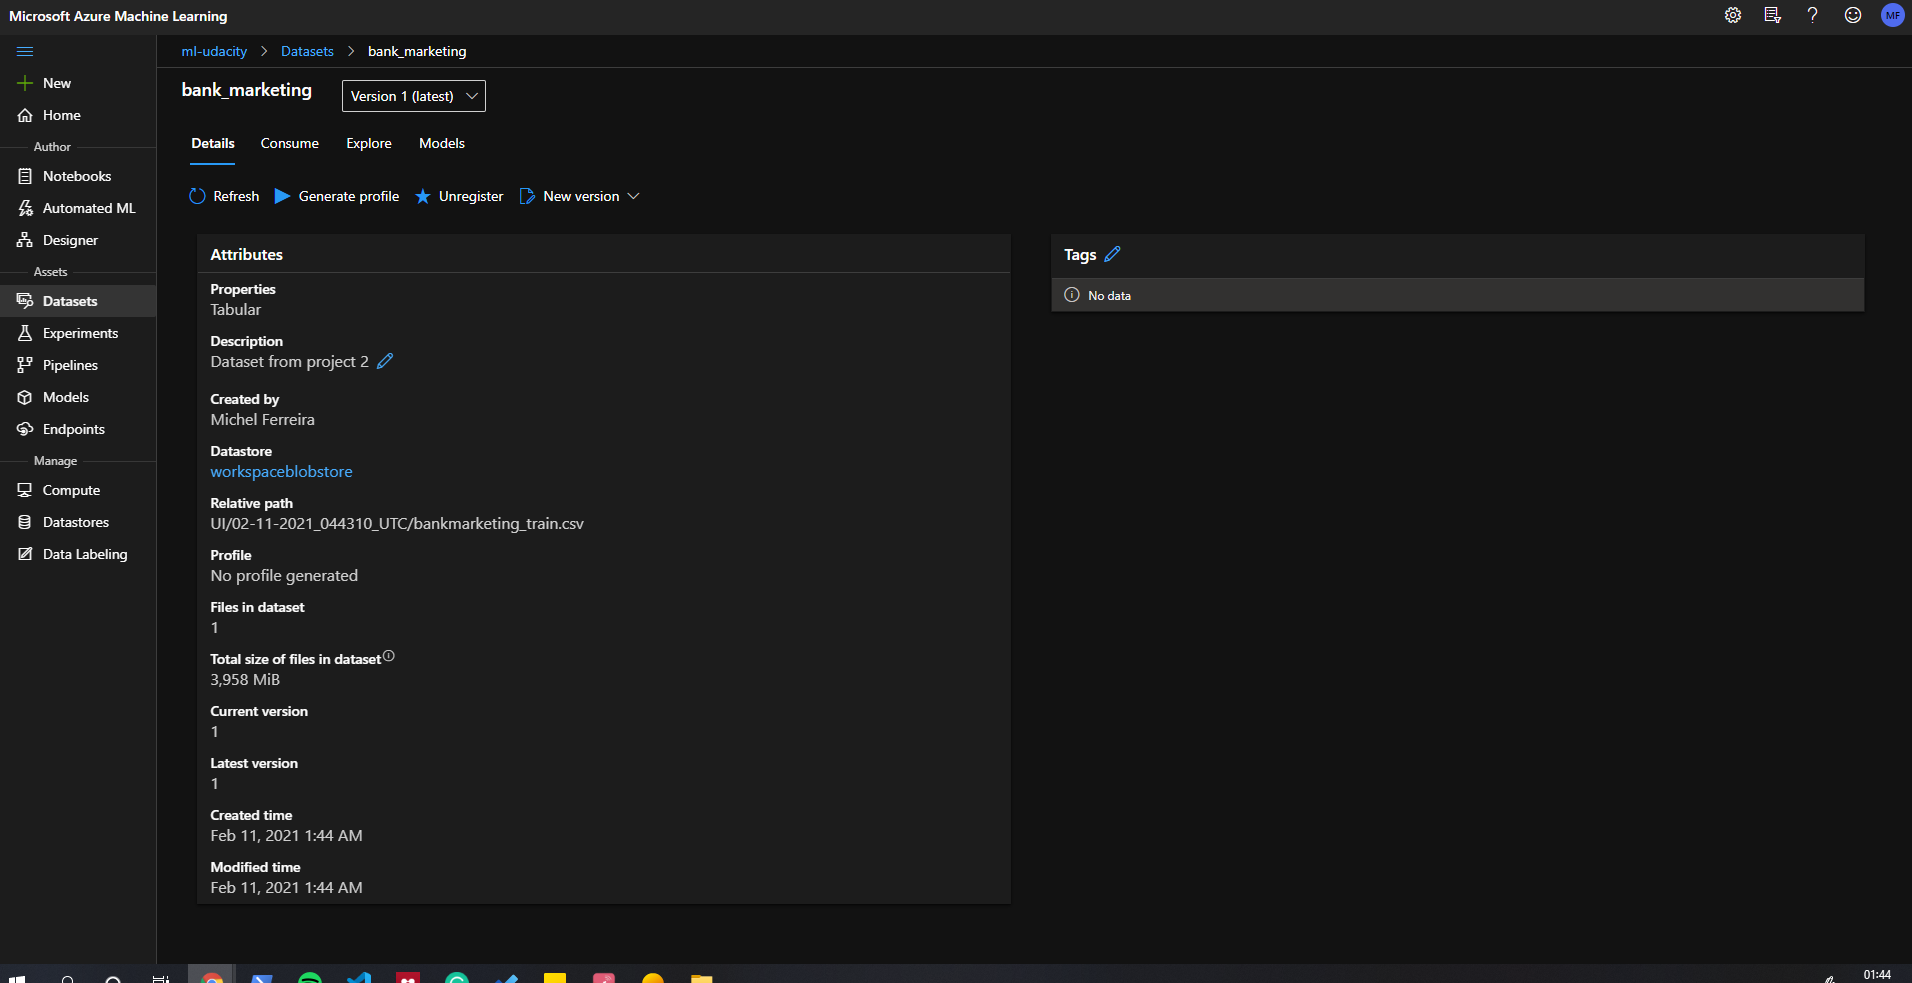 Microsoft Azure Machine Learning
MF
ml-udacity > Datasets > bank_marketing
New
Home
Author
Notebooks
Automated ML
Designer
Assets
Datasets
Experiments
Pipelines
Models
Endpoints
Manage
Compute
Datastores
Data Labeling
bank_marketing
Version 1 (latest)
Details Consume Explore Models
Refresh Generate profile Unregister New version
Attributes
Properties
Tabular
Description
Dataset from project 2
Created by
Michel Ferreira
Datastore
workspaceblobstore
Relative path
UI/02-11-2021_044310_UTC/bankmarketing_train.csv
Profile
No profile generated
Files in dataset
1
Total size of files in dataset
3,958 MiB
Current version
1
Latest version
1
Created time
Feb 11, 2021 1:44 AM
Modified time
Feb 11, 2021 1:44 AM
Tags
No data
01:44